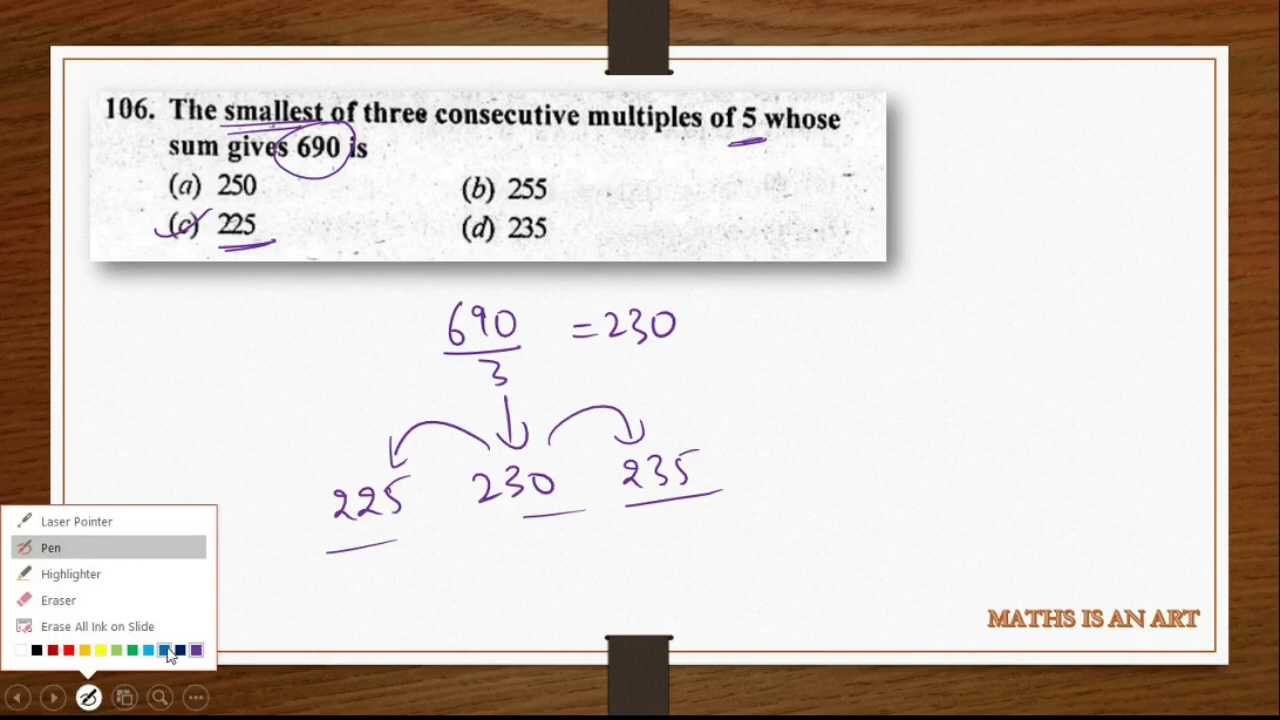 106. The smallest of three consecutive multiples of 5 whose
sum gives 690 is
(a) 250 (b) 255
(c) 225 (d) 235
690 = 230
3
225 230 235
Laser Pointer
Pen
Highlighter
Eraser
Erase All Ink on Slide
MATHS IS AN ART